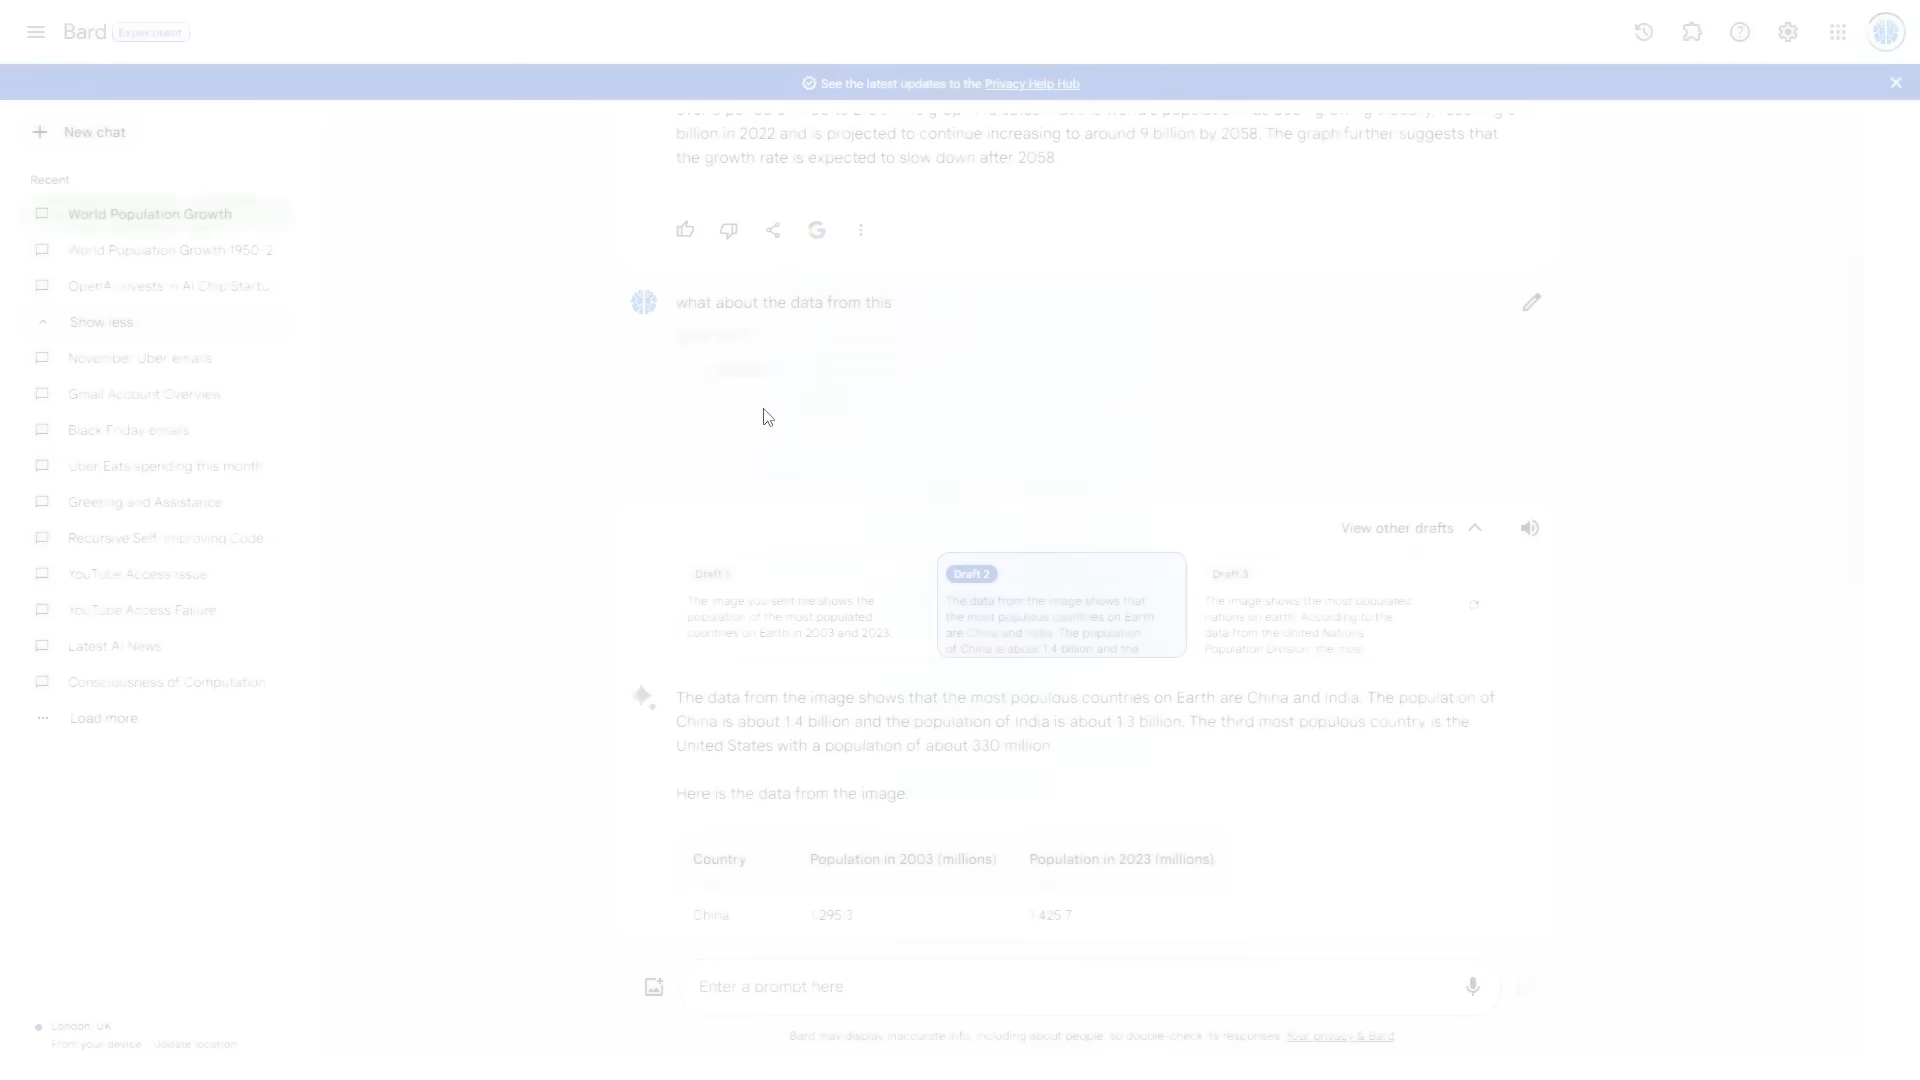 Bard Experiment
See the latest updates to the Privacy Help Hub
New chat
Recent
World Population Growth
World Population Growth 1950-2
OpenAI Invests in AI Chip Startu
Show less
November Uber emails
Gmail Account Overview
Black Friday emails
Uber Eats spending this month
Greeting and Assistance
Recursive Self-Improving Code
YouTube Access Issue
YouTube Access Failure
Latest AI News
Consciousness of Computation
Load more
London, UK
From your device Update location
billion in 2022 and is projected to continue increasing to around 9 billion by 2058. The graph further suggests that
the growth rate is expected to slow down after 2058.
what about the data from this
View other drafts
Draft 1
The image you sent me shows the
population of the most populated
countries on Earth in 2003 and 2023.
Draft 2
The data from the image shows that
the most populous countries on Earth
are China and India. The population
of China is about 1.4 billion and the
Draft 3
The image shows the most populated
nations on earth. According to the
data from the United Nations
Population Division, the most
The data from the image shows that the most populous countries on Earth are China and India. The population of
China is about 1.4 billion and the population of India is about 1.3 billion. The third most populous country is the
United States with a population of about 330 million.
Here is the data from the image:
Country Population in 2003 (millions) Population in 2023 (millions)
China 1,295.3 1,425.7
Enter a prompt here
Bard may display inaccurate info, including about people, so double-check its responses. Your privacy & Bard